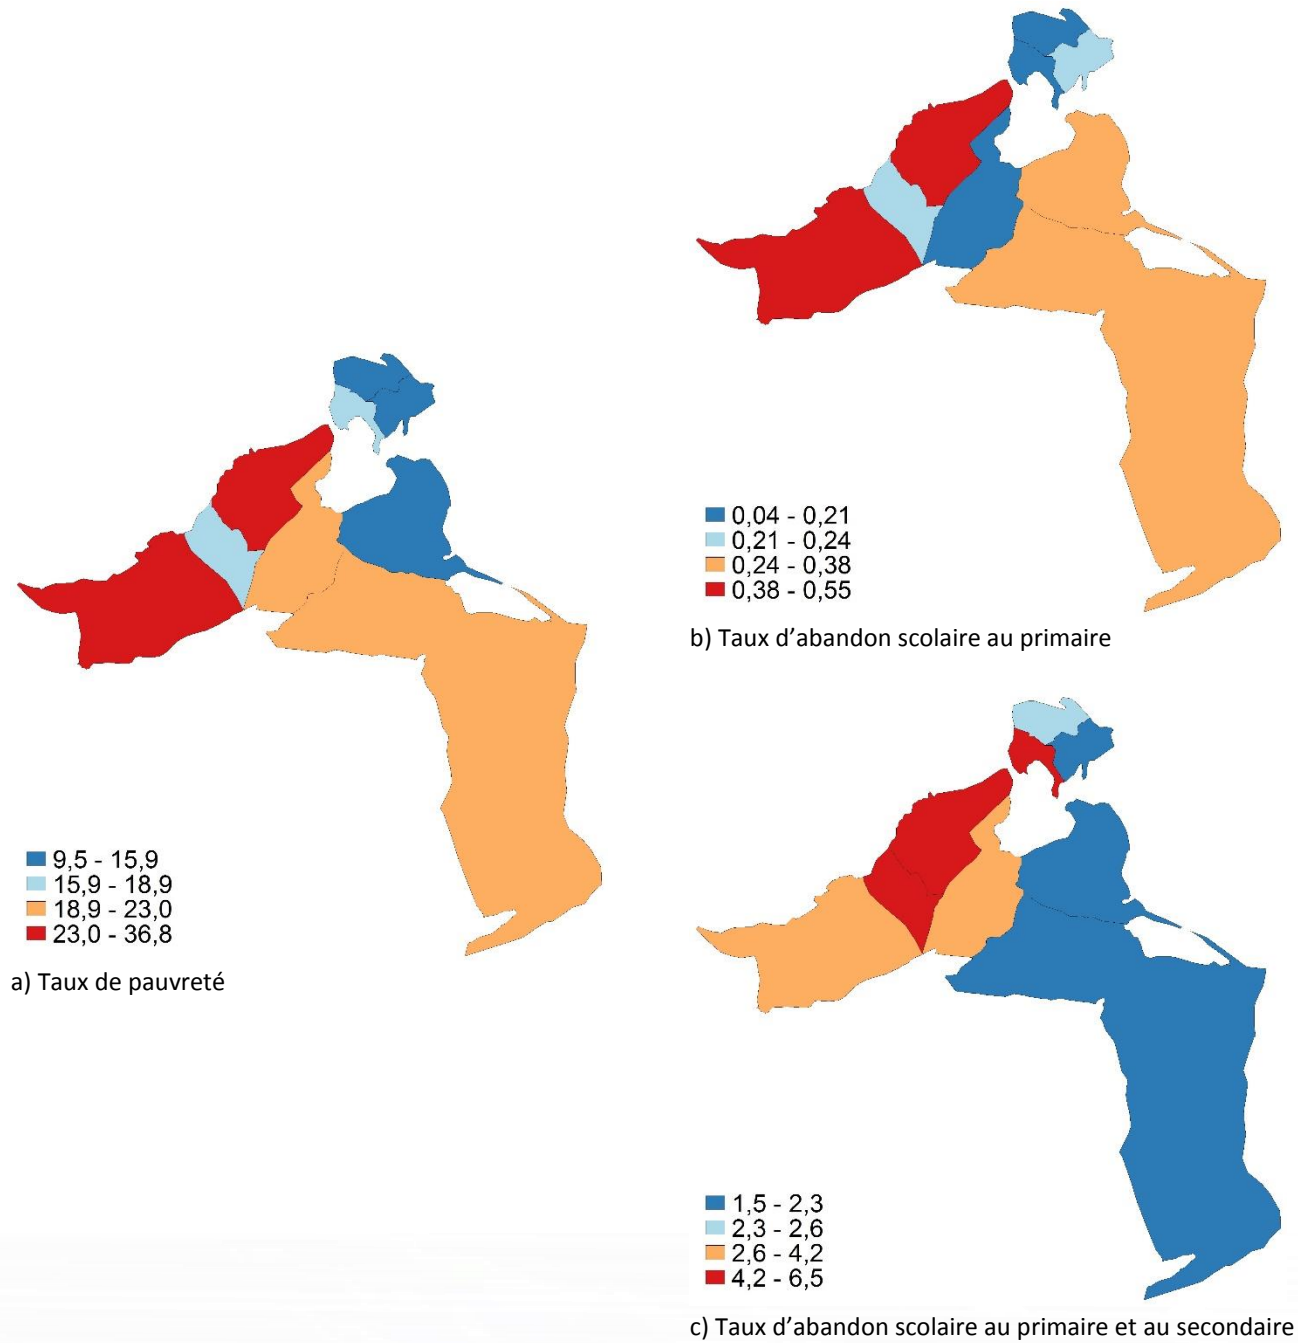 0,04 - 0,21
0,21 - 0,24
0,24 - 0,38
0,38 - 0,55
b) Taux d’abandon scolaire au primaire
9,5 - 15,9
15,9 - 18,9
18,9 - 23,0
23,0 - 36,8
a) Taux de pauvreté
1,5 - 2,3
2,3 - 2,6
2,6 - 4,2
4,2 - 6,5
c) Taux d’abandon scolaire au primaire et au secondaire